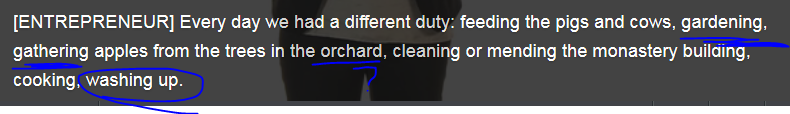 [ENTREPRENEUR] Every day we had a different duty: feeding the pigs and cows, gardening,
gathering apples from the trees in the orchard, cleaning or mending the monastery building,
cooking, washing up.
?